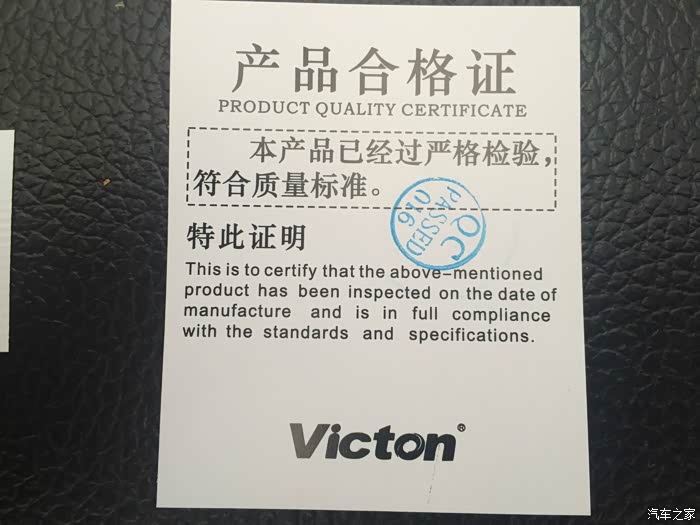 产品合格证
PRODUCT QUALITY CERTIFICATE
本产品已经过严格检验，
符合质量标准。
QC
PASSED
016
特此证明
This is to certify that the above-mentioned
product has been inspected on the date of
manufacture and is in full compliance
with the standards and specifications.
Victon®
汽车之家